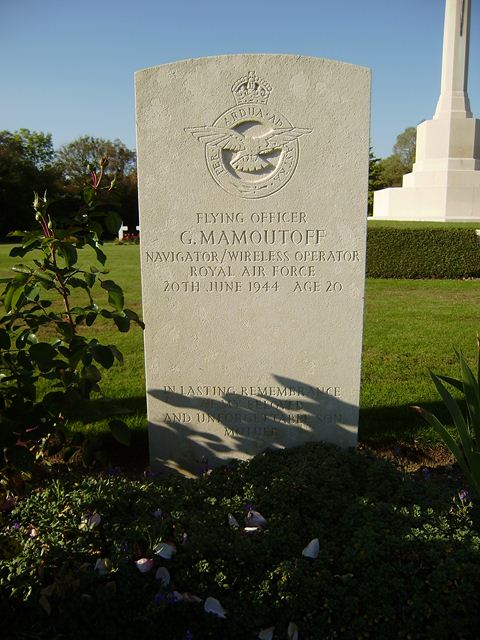 PER ARDUA AD ASTRA
FLYING OFFICER
G. MAMOUTOFF
NAVIGATOR/WIRELESS OPERATOR
ROYAL AIR FORCE
20TH JUNE 1944 AGE 20
IN LASTING REMEMBRANCE
BELOVED
AND UNFORGETTABLE SON
MOTHER